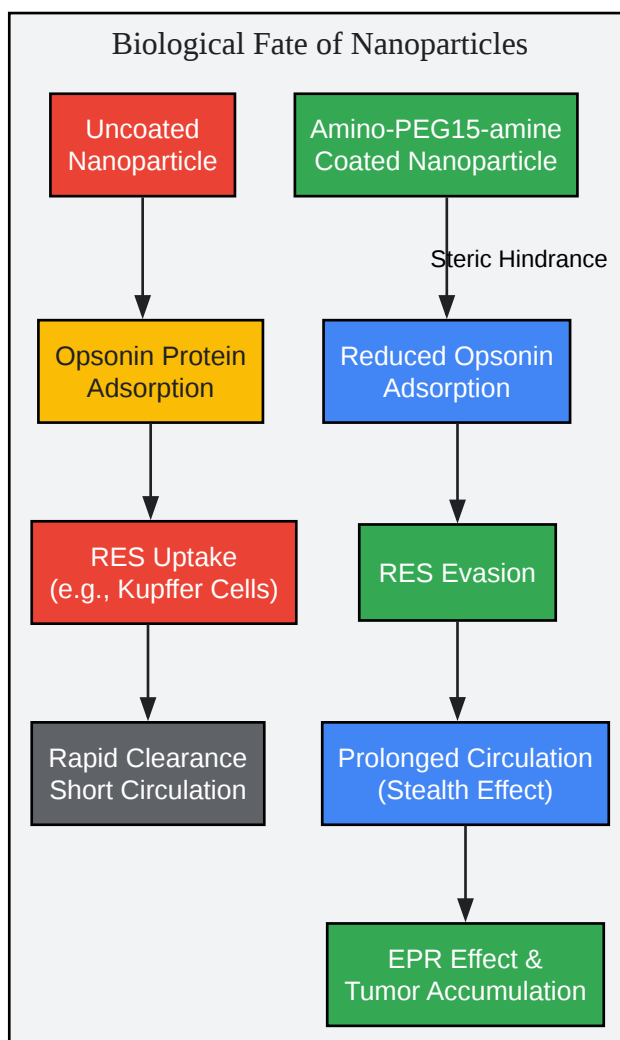 Biological Fate of Nanoparticles
Uncoated
Nanoparticle
Amino-PEG15-amine
Coated Nanoparticle
Steric Hindrance
Opsonin Protein
Adsorption
Reduced Opsonin
Adsorption
RES Uptake
(e.g., Kupffer Cells)
RES Evasion
Rapid Clearance
Short Circulation
Prolonged Circulation
(Stealth Effect)
EPR Effect &
Tumor Accumulation